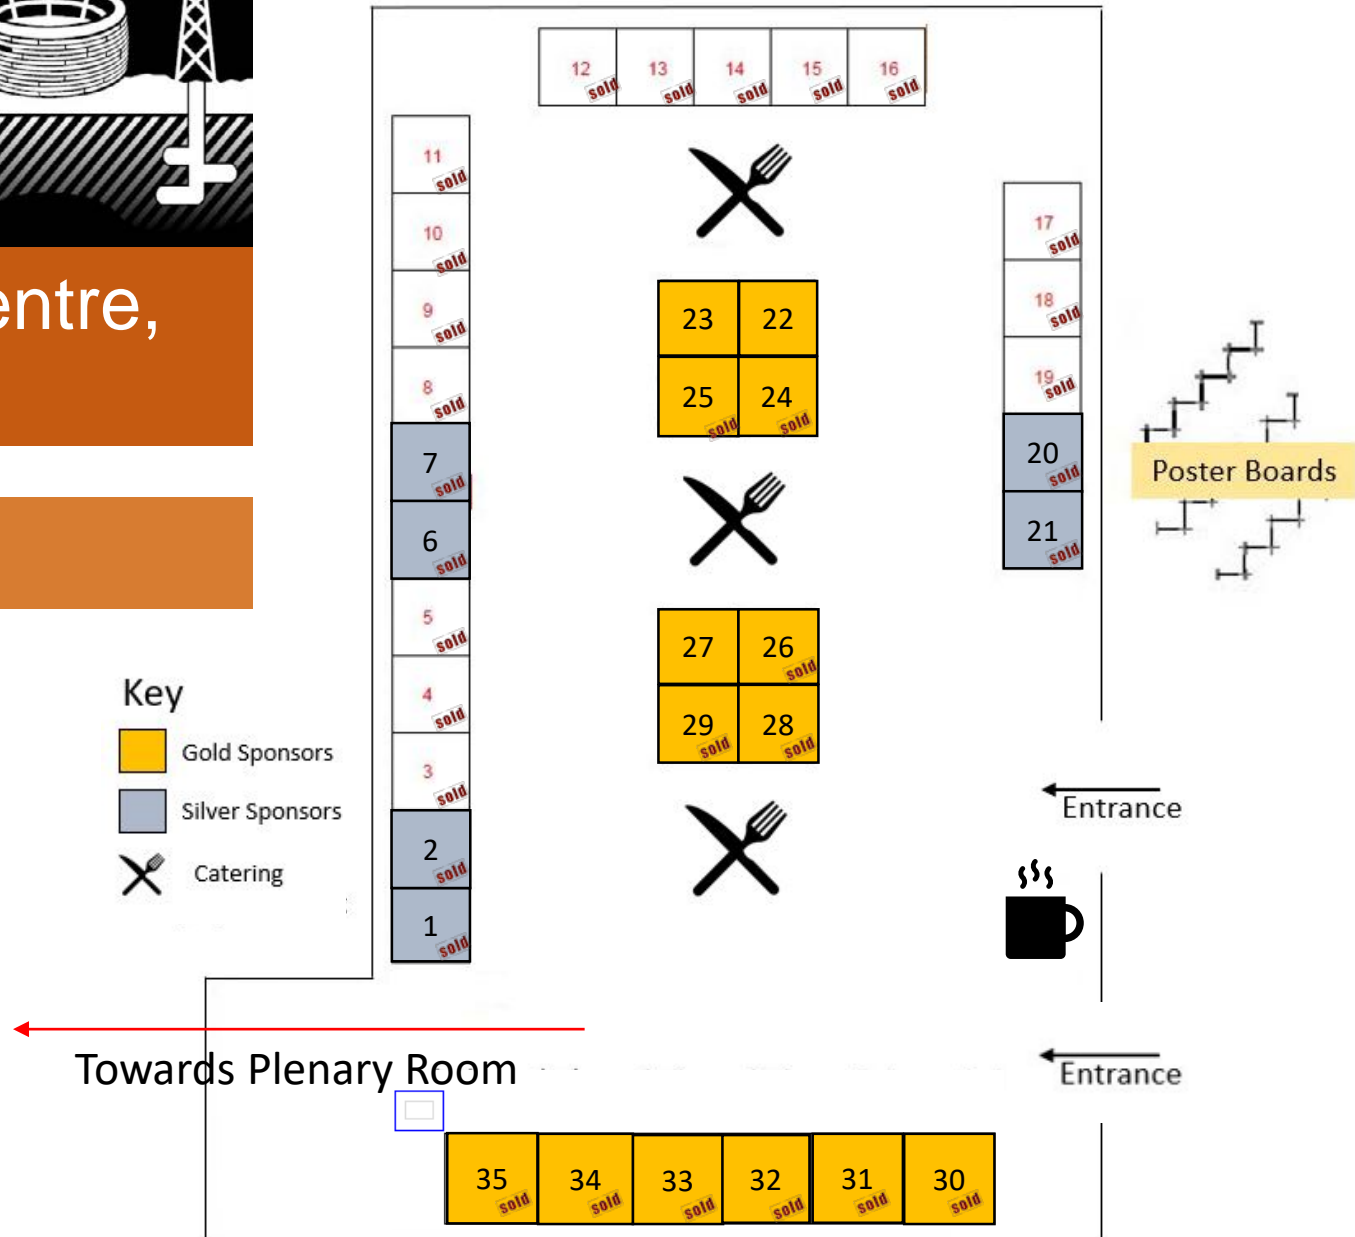 entre,
12 sold 13 sold 14 sold 15 sold 16 sold
11 sold
10 sold
9 sold
8 sold
7 sold
6 sold
5 sold
4 sold
3 sold
2 sold
1 sold
23 22
25 sold 24 sold
27 26 sold
29 sold 28 sold
17 sold
18 sold
19 sold
20 sold
21 sold
Poster Boards
Key
Gold Sponsors
Silver Sponsors
Catering
Entrance
Towards Plenary Room
Entrance
35 sold 34 sold 33 sold 32 sold 31 sold 30 sold